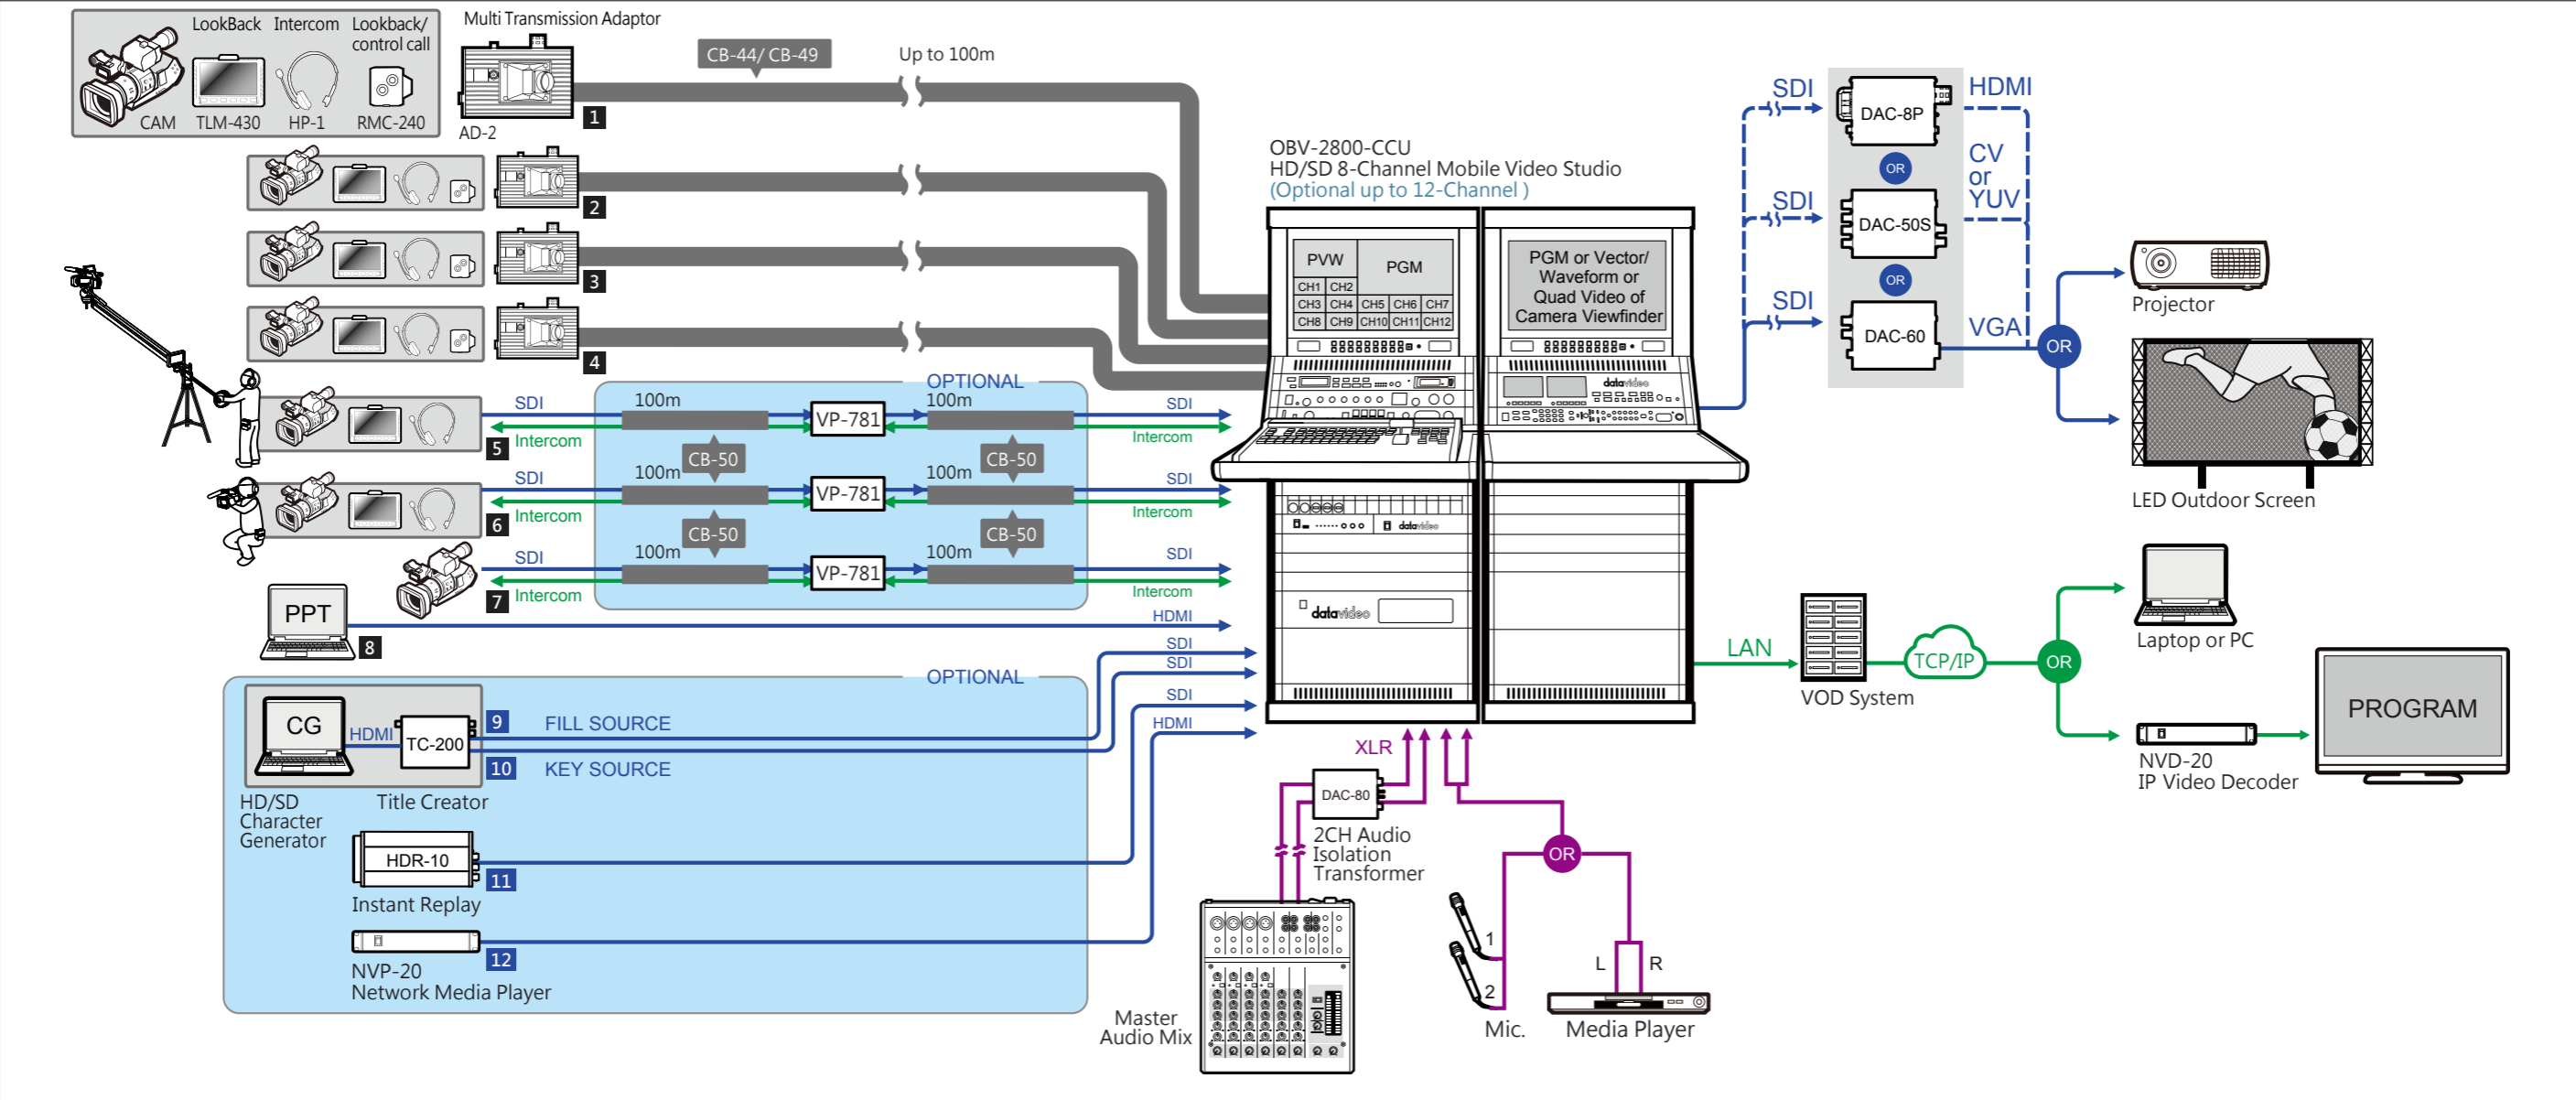 LookBack
Intercom
Lookback/
control call
CAM
TLM-430
HP-1
RMC-240
Multi Transmission Adaptor
AD-2
1
CB-44/ CB-49
Up to 100m
2
3
4
OPTIONAL
SDI
Intercom
5
100m
VP-781
100m
SDI
Intercom
CB-50
CB-50
SDI
Intercom
6
100m
VP-781
100m
SDI
Intercom
CB-50
CB-50
SDI
Intercom
7
100m
VP-781
100m
SDI
Intercom
PPT
8
HDMI
SDI
SDI
SDI
HDMI
OPTIONAL
CG
HDMI
TC-200
9
FILL SOURCE
10
KEY SOURCE
HD/SD
Character
Generator
Title Creator
HDR-10
11
Instant Replay
12
NVP-20
Network Media Player
OBV-2800-CCU
HD/SD 8-Channel Mobile Video Studio
(Optional up to 12-Channel )
PVW
PGM
CH1 CH2
CH3 CH4 CH5 CH6 CH7
CH8 CH9 CH10 CH11 CH12
PGM or Vector/
Waveform or
Quad Video of
Camera Viewfinder
datavideo
datavideo
datavideo
XLR
DAC-80
2CH Audio
Isolation
Transformer
Master
Audio Mix
OR
1
2
Mic.
L
R
Media Player
SDI
DAC-8P
HDMI
OR
SDI
DAC-50S
CV
or
YUV
OR
SDI
DAC-60
VGA
OR
Projector
LED Outdoor Screen
LAN
VOD System
TCP/IP
OR
Laptop or PC
NVD-20
IP Video Decoder
PROGRAM